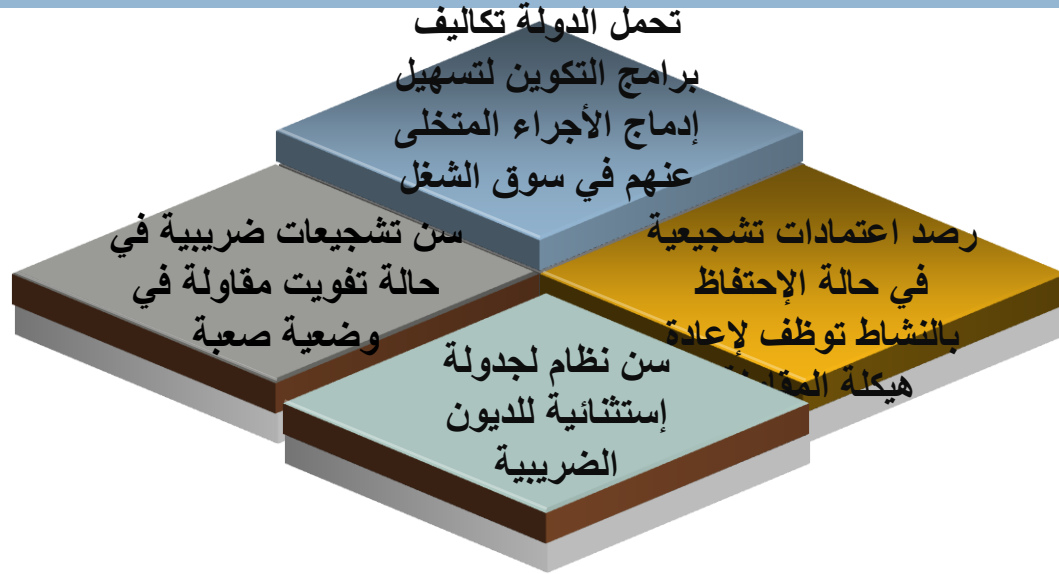 تحمل الدولة تكاليف
برامج التكوين لتسهيل
إدماج الأجراء المتخلى
عنهم في سوق الشغل
رصد اعتمادات تشجيعية
في حالة الإحتفاظ
بالنشاط توظف لإعادة
هيكلة
سن تشجيعات ضريبية في
حالة تفويت مقاولة في
وضعية صعبة
سن نظام لجدولة
إستثنائية للديون
الضريبية